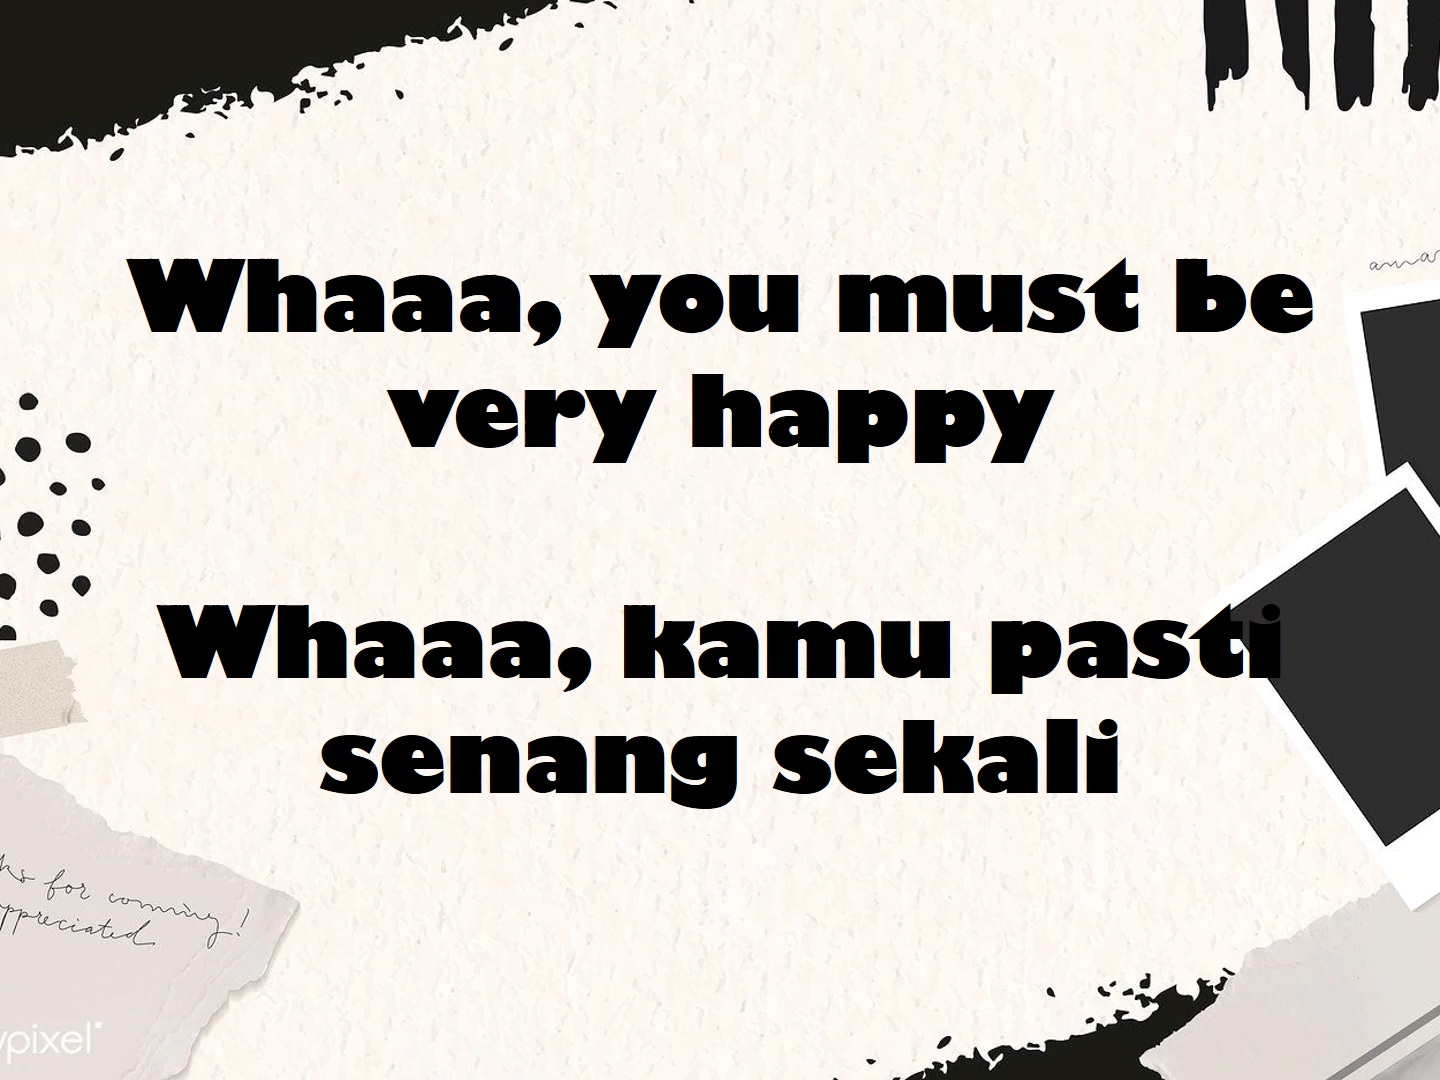 Whaaa, you must be
very happy
Whaaa, kamu pasti
senang sekali
for coming!
appreciated